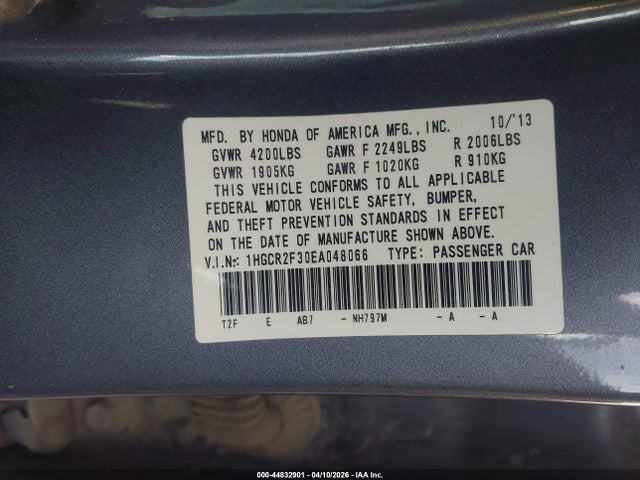 MFD. BY HONDA OF AMERICA MFG., INC. 10/'13
GVWR 4200LBS GAWR F 2249LBS R 2006LBS
GVWR 1905KG GAWR F 1020KG R 910KG
THIS VEHICLE CONFORMS TO ALL APPLICABLE
FEDERAL MOTOR VEHICLE SAFETY, BUMPER,
AND THEFT PREVENTION STANDARDS IN EFFECT
ON THE DATE OF MANUFACTURE SHOWN ABOVE.
V.I.N.: 1HGCR2F30EA048066 TYPE: PASSENGER CAR
T2F E AB7 - NH797M - A - A
000-44832901 - 04/10/2026 - IAAI.COM